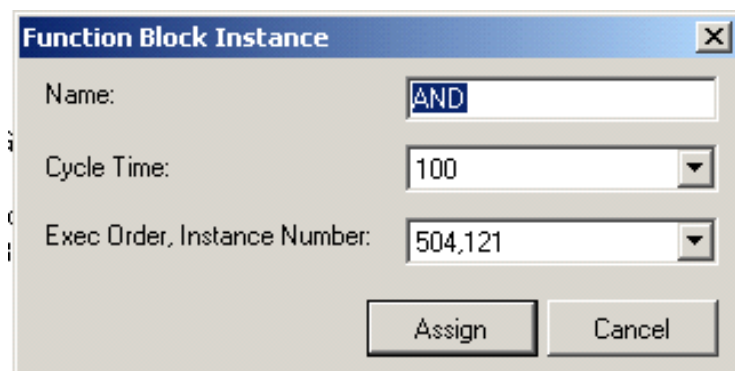 Function Block Instance
Name:
AND
Cycle Time:
100
Exec Order, Instance Number:
504,121
Assign
Cancel